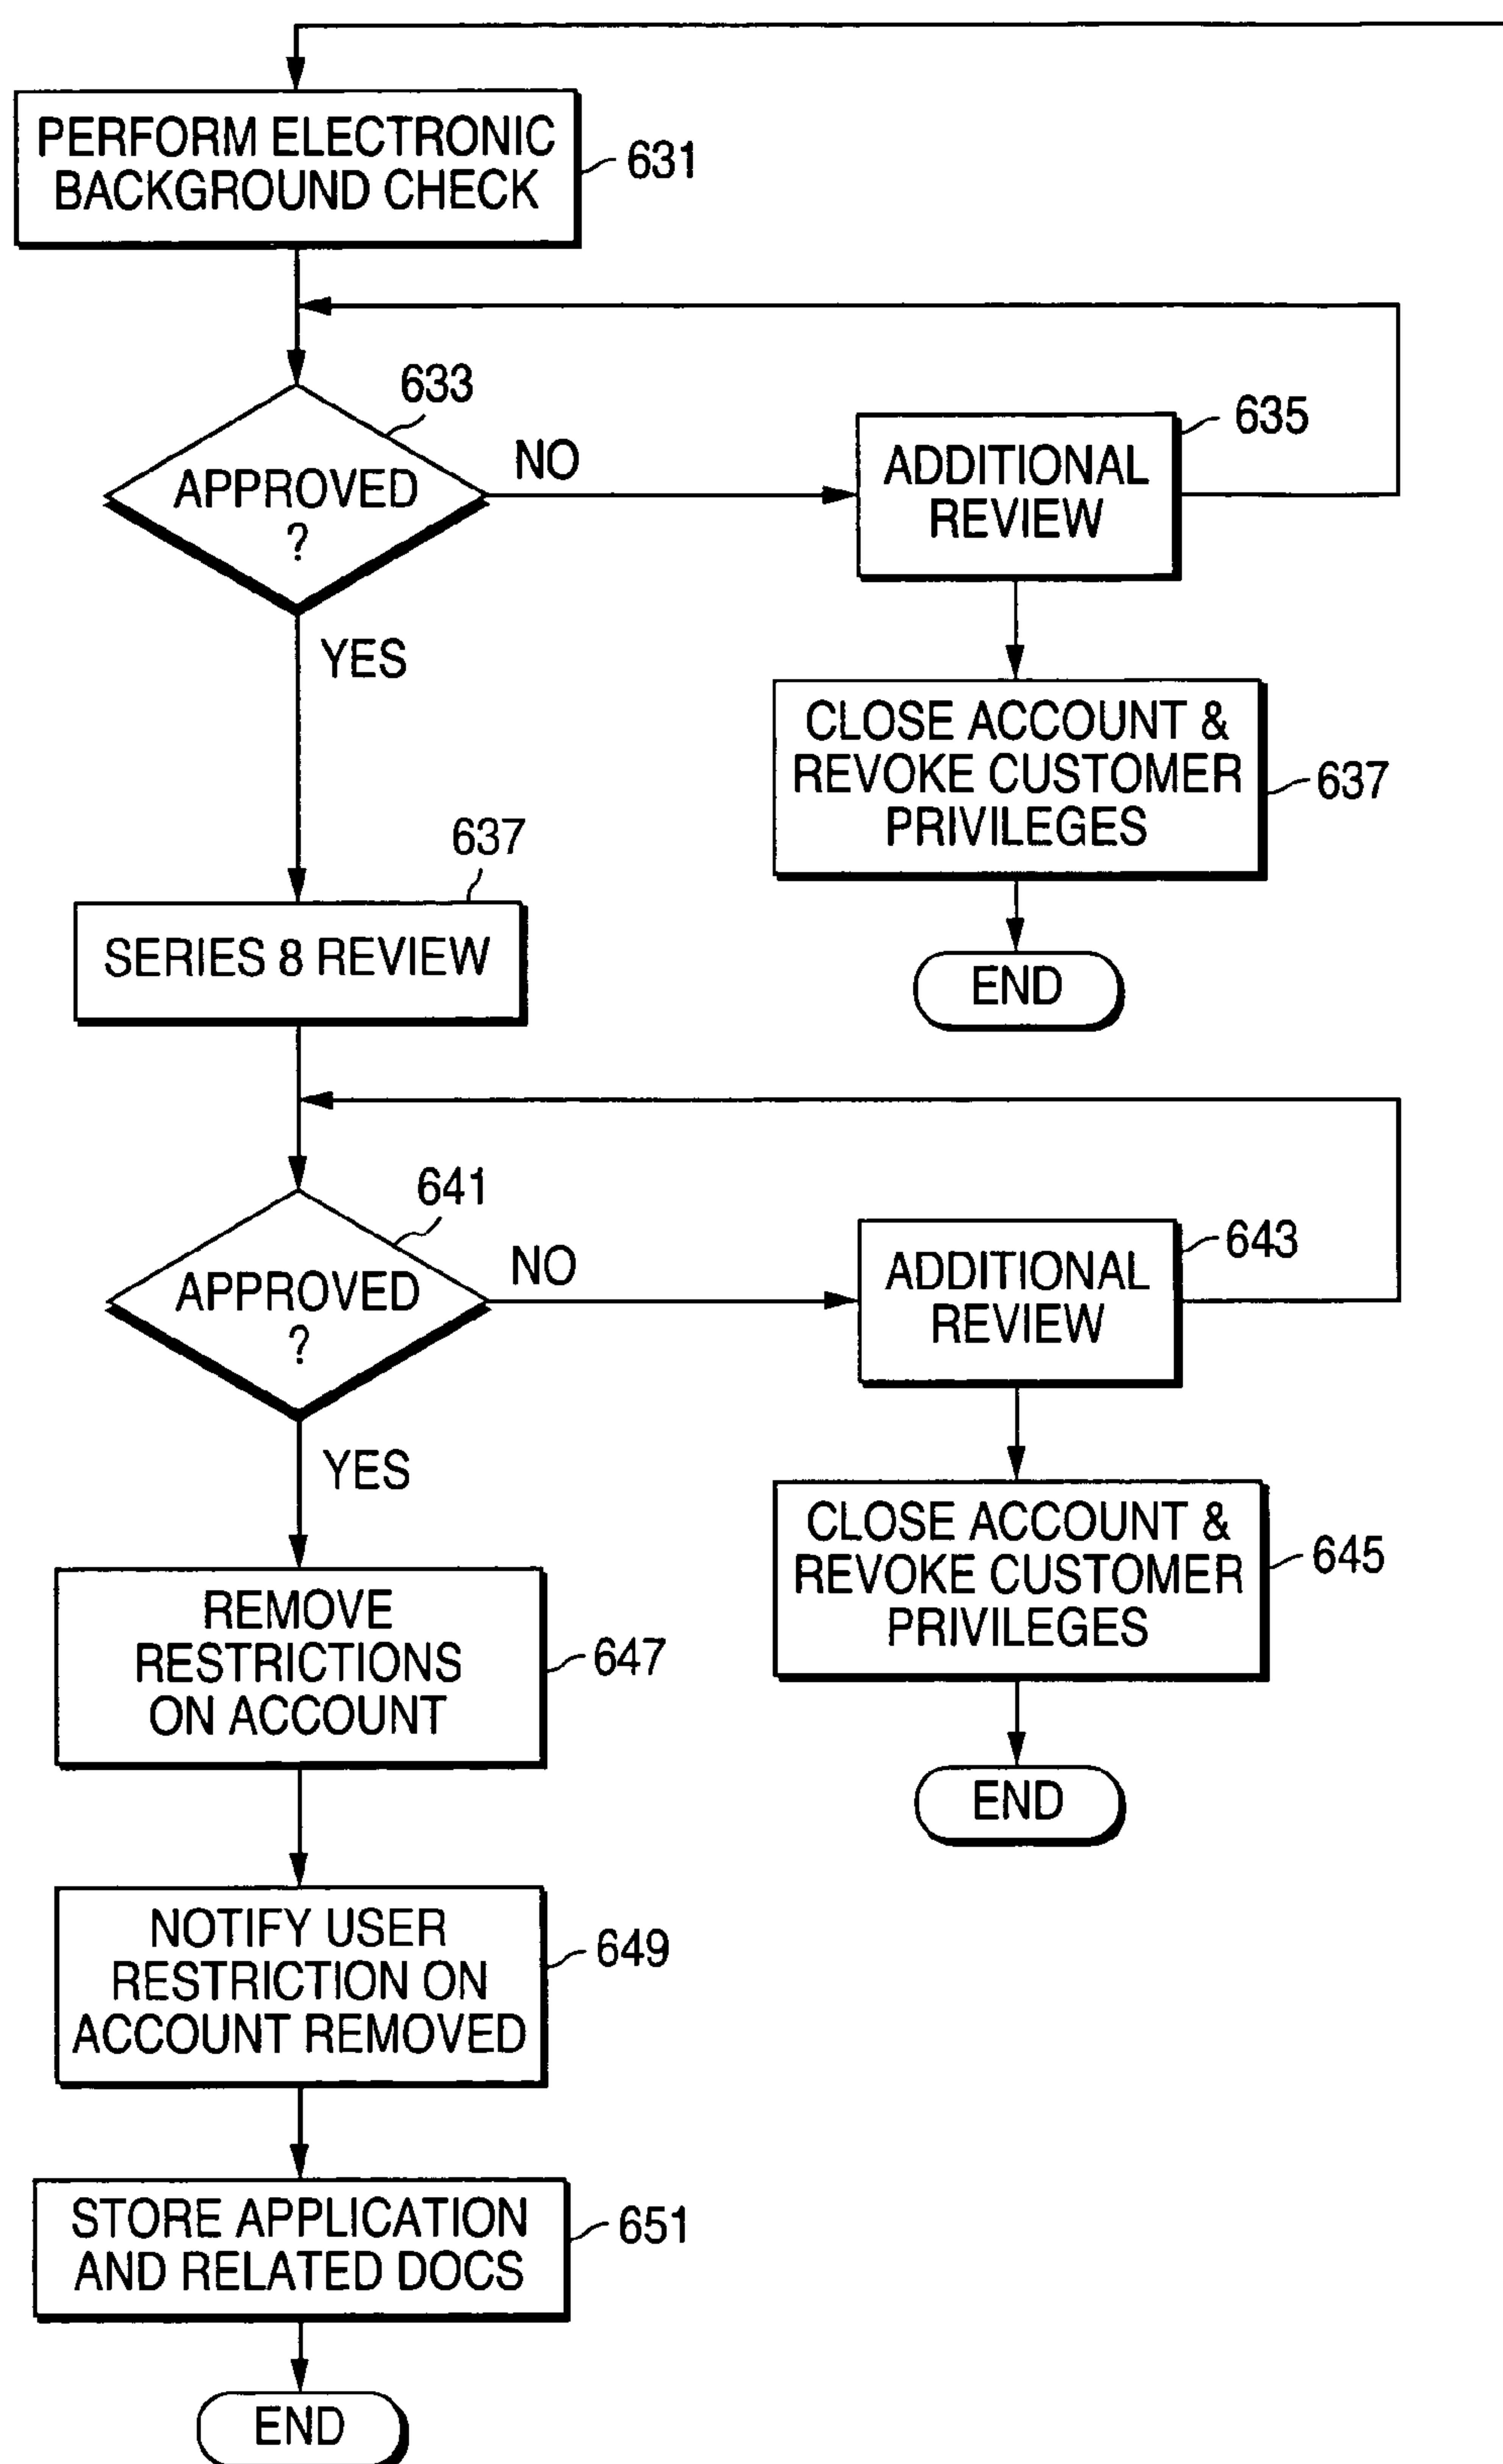 PERFORM ELECTRONIC
BACKGROUND CHECK
631
633
APPROVED
?
NO
ADDITIONAL
REVIEW
635
YES
CLOSE ACCOUNT &
REVOKE CUSTOMER
PRIVILEGES
637
END
637
SERIES 8 REVIEW
641
APPROVED
?
NO
ADDITIONAL
REVIEW
643
YES
CLOSE ACCOUNT &
REVOKE CUSTOMER
PRIVILEGES
645
END
REMOVE
RESTRICTIONS
ON ACCOUNT
647
NOTIFY USER
RESTRICTION ON
ACCOUNT REMOVED
649
STORE APPLICATION
AND RELATED DOCS
651
END